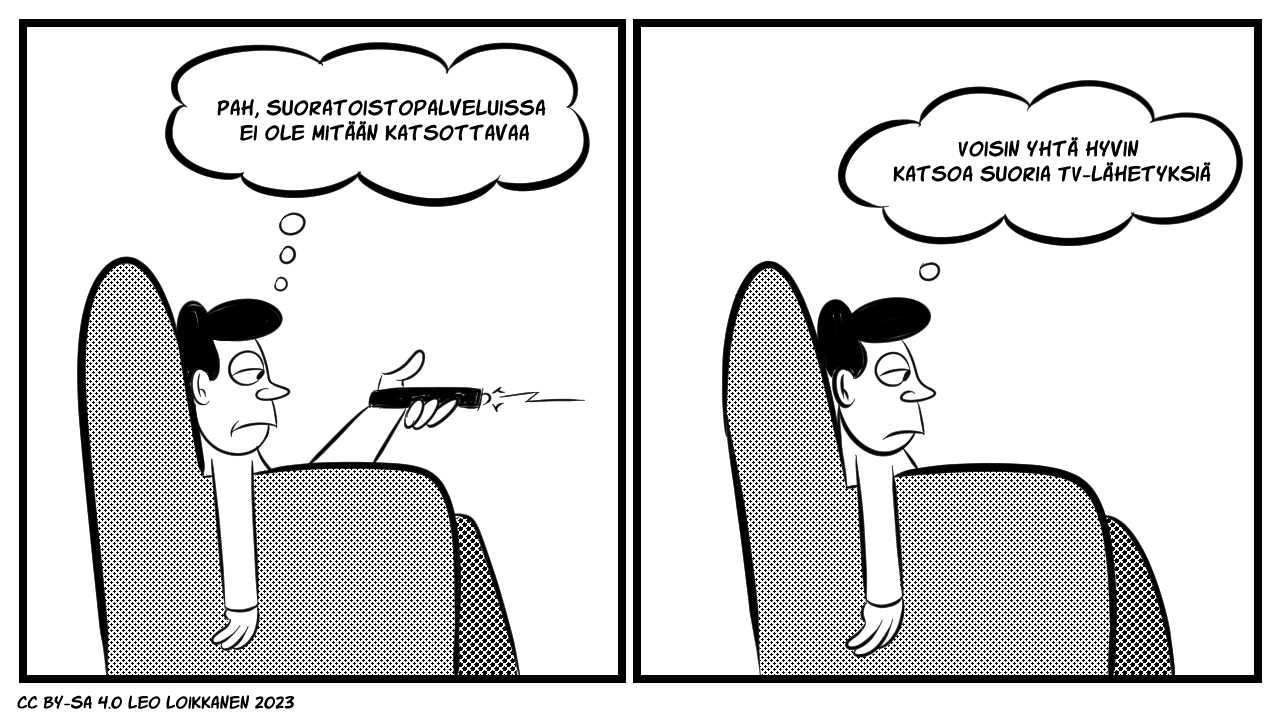 PAH, SUORATOISTOPALVELUISSA
EI OLE MITÄÄN KATSOTTAVAA
VOISIN YHTÄ HYVIN
KATSOA SUORIA TV-LÄHETYKSIÄ
CC BY-SA 4.0 LEO LOIKKANEN 2023